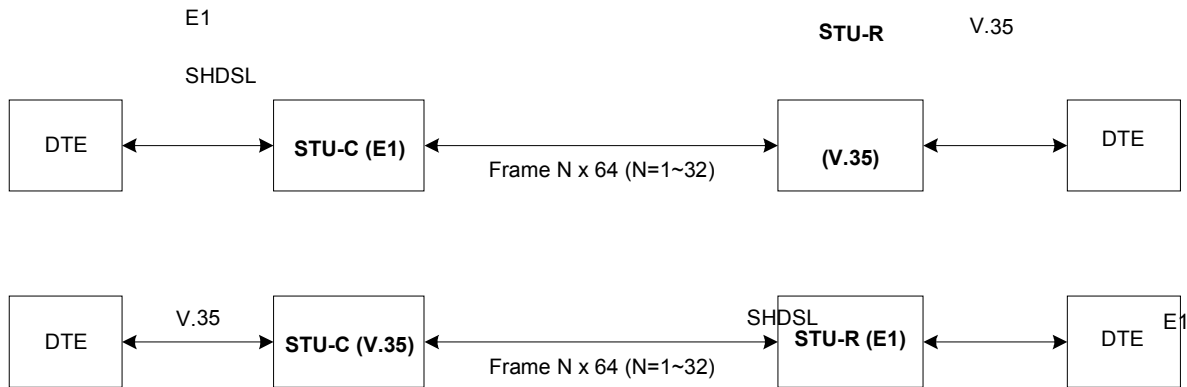 E1
STU-R
V.35
SHDSL
DTE
STU-C (E1)
Frame N x 64 (N=1~32)
(V.35)
DTE
DTE
V.35
STU-C (V.35)
SHDSL
Frame N x 64 (N=1~32)
STU-R (E1)
DTE
E1